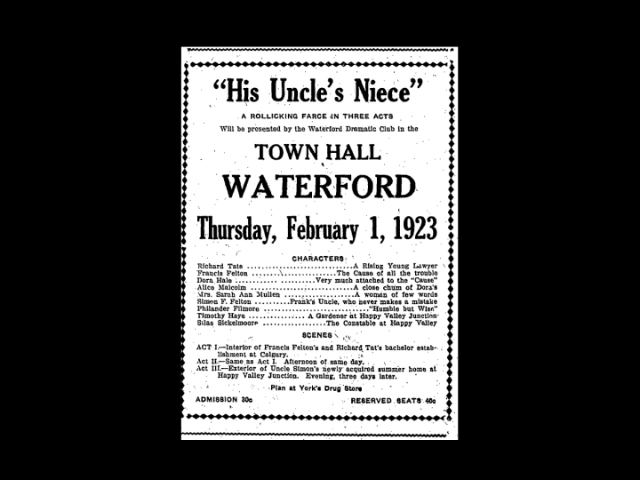 "His Uncle's Niece"
A ROLLICKING FARCE IN THREE ACTS
Will be presented by the Waterford Dramatic Club in the
TOWN HALL
WATERFORD
Thursday, February 1, 1923
CHARACTERS
Richard Tate ............................A Rising Young Lawyer
Francis Felton ........................The Cause of all the trouble
Dora Hale ....................Very much attached to the "Cause"
Alice Malcolm ............................A close chum of Dora's
Mrs. Sarah Ann Mullen ...................A woman of few words
Simon F. Felton .........Frank's Uncle, who never makes a mistake
Philander Filmore ............................"Humble but Wise"
Timothy Hays ..................A Gardener at Happy Valley Junction
Silas Sickelmoore ................The Constable at Happy Valley
SCENES
ACT I.—Interior of Francis Felton's and Richard Tat's bachelor estab-
lishment at Calgary.
Act II.—Same as Act I. Afternoon of same day.
Act III.—Exterior of Uncle Simon's newly acquired summer home at
Happy Valley Junction. Evening, three days later.
Plan at York's Drug Store
ADMISSION 30c RESERVED SEATS 40c